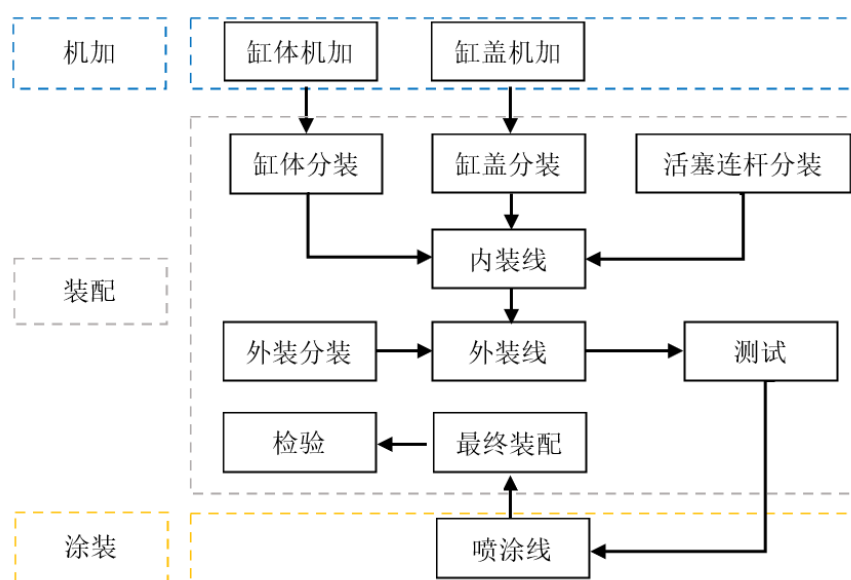 机加
缸体机加
缸盖机加
缸体分装
缸盖分装
活塞连杆分装
内装线
装配
外装分装
外装线
测试
检验
最终装配
涂装
喷涂线